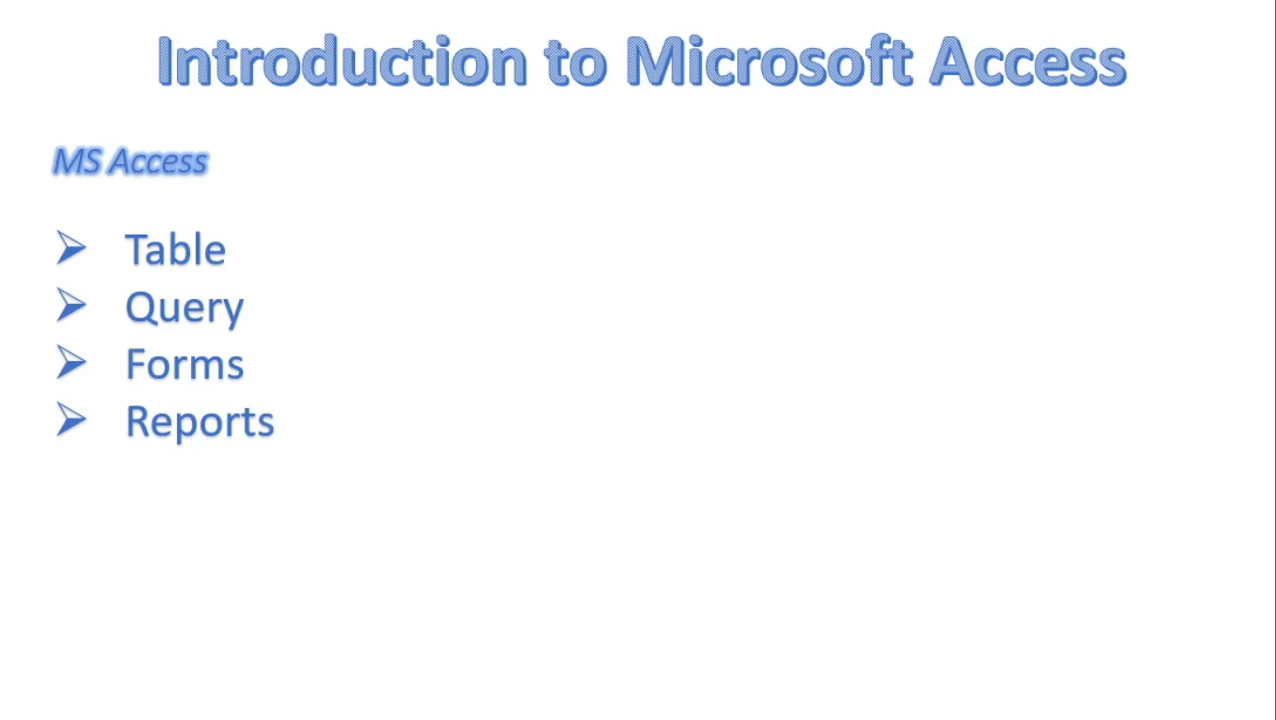 Introduction to Microsoft Access
MS Access
Table
Query
Forms
Reports